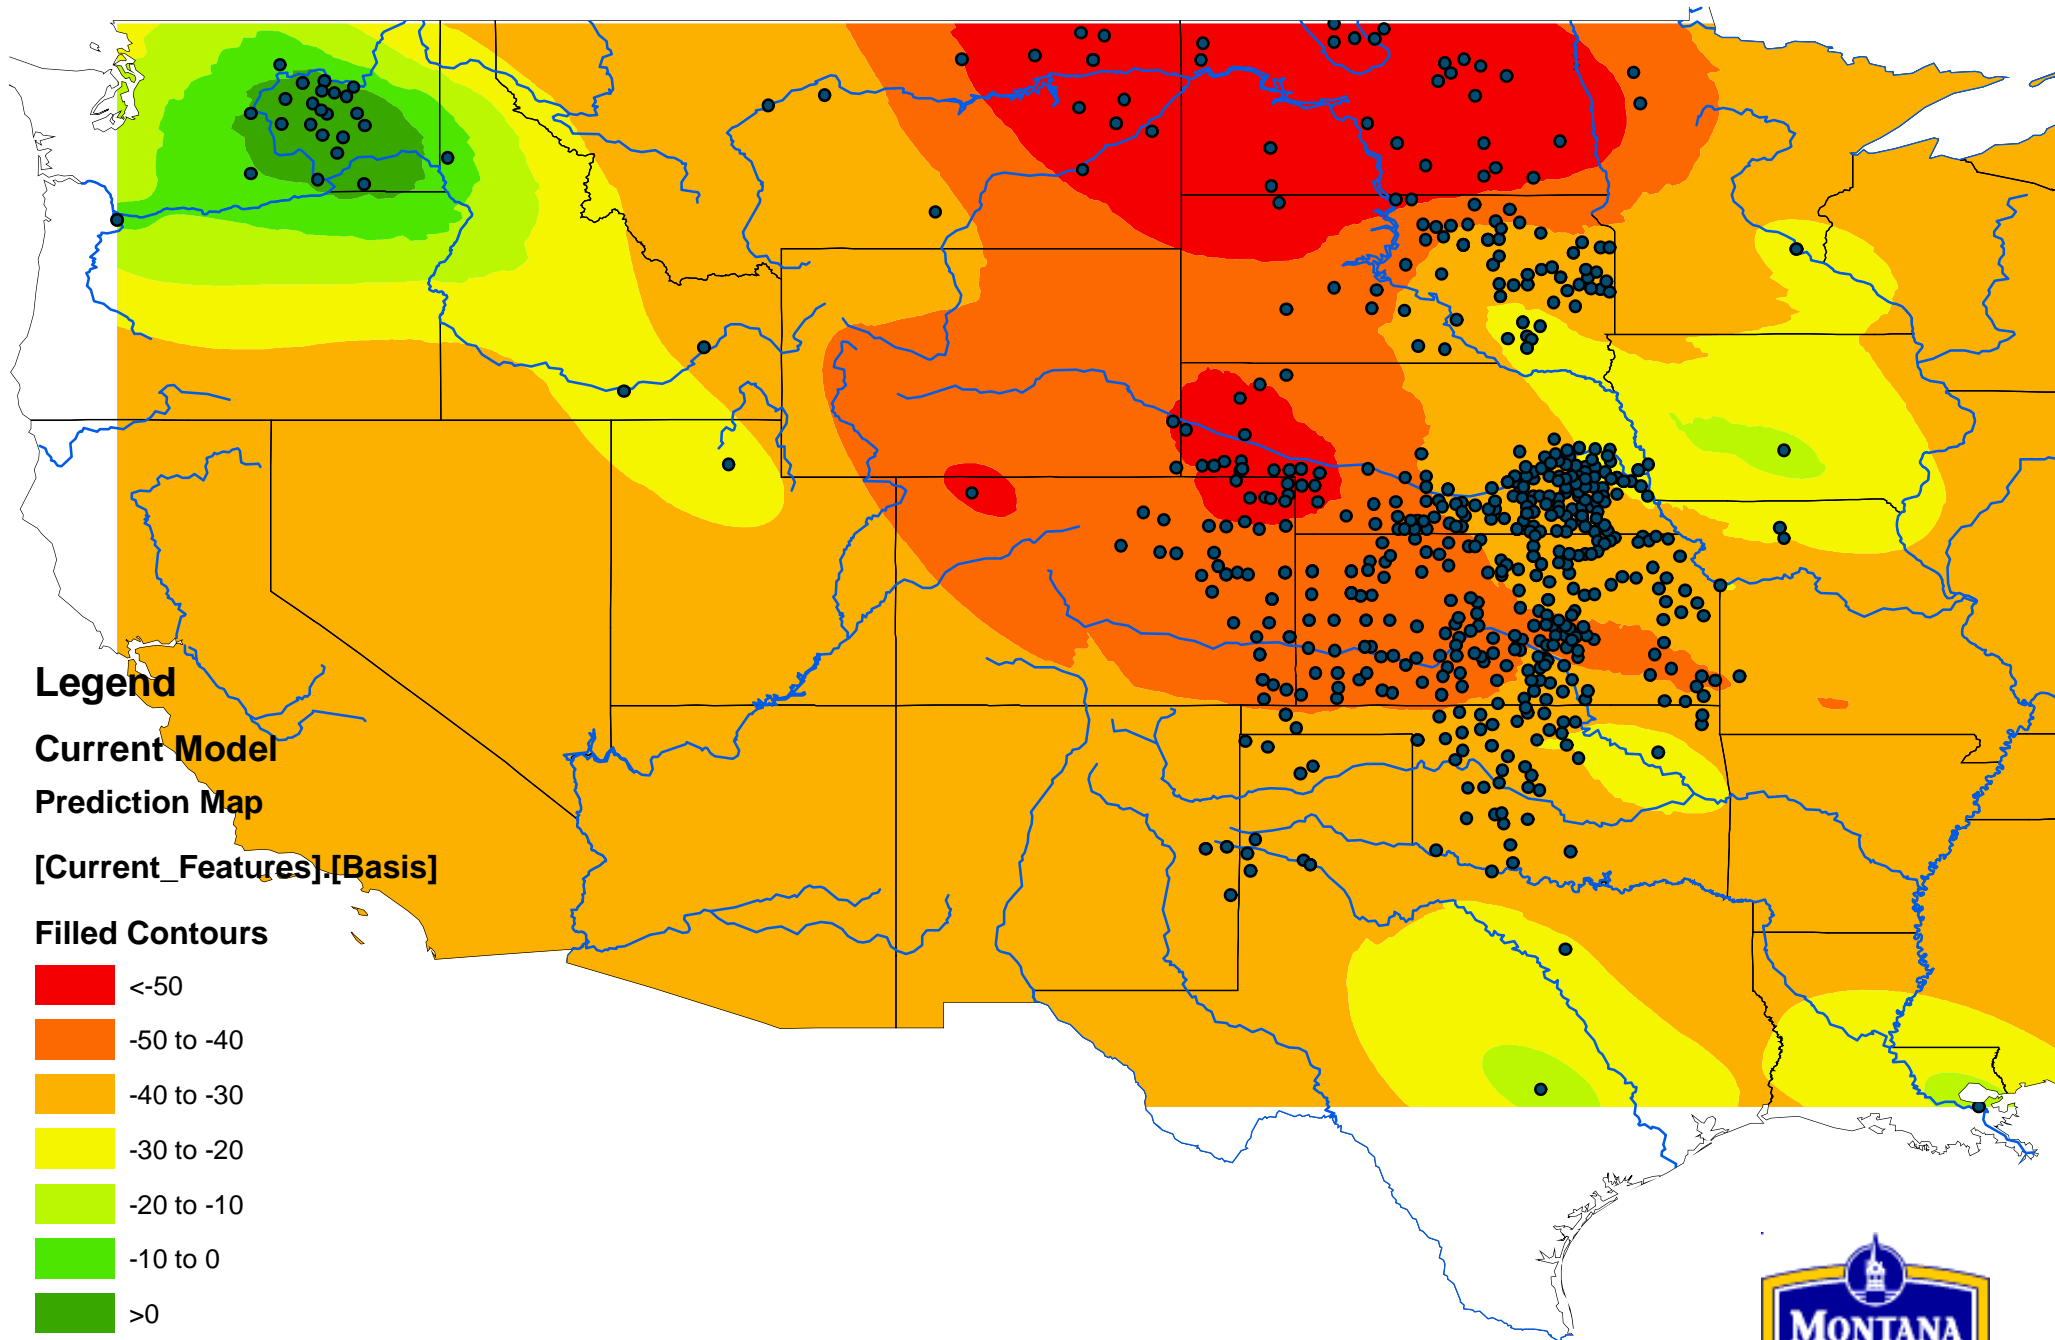 Legend
Current Model
Prediction Map
[Current_Features].[Basis]
Filled Contours
<-50
-50 to -40
-40 to -30
-30 to -20
-20 to -10
-10 to 0
>0
MONTANA